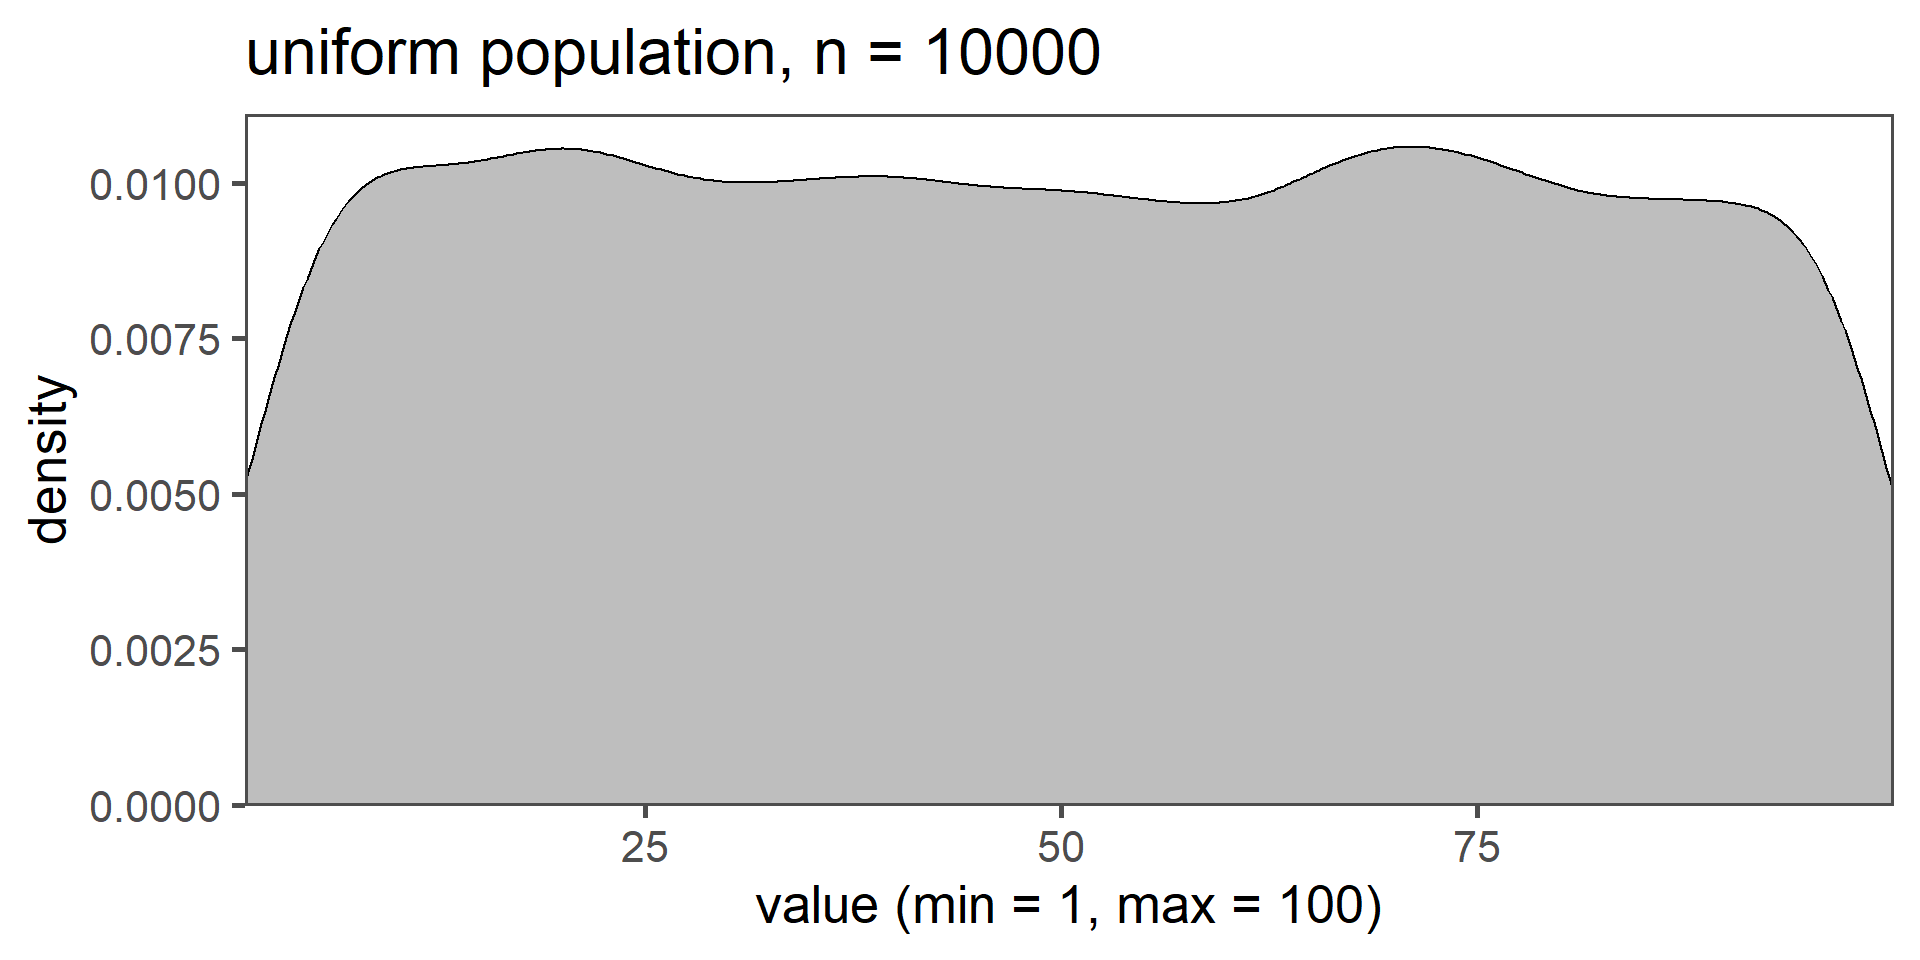 uniform population, n = 10000
0.0100
0.0075
0.0050
0.0025
0.0000
density
25
50
75
value (min = 1, max = 100)